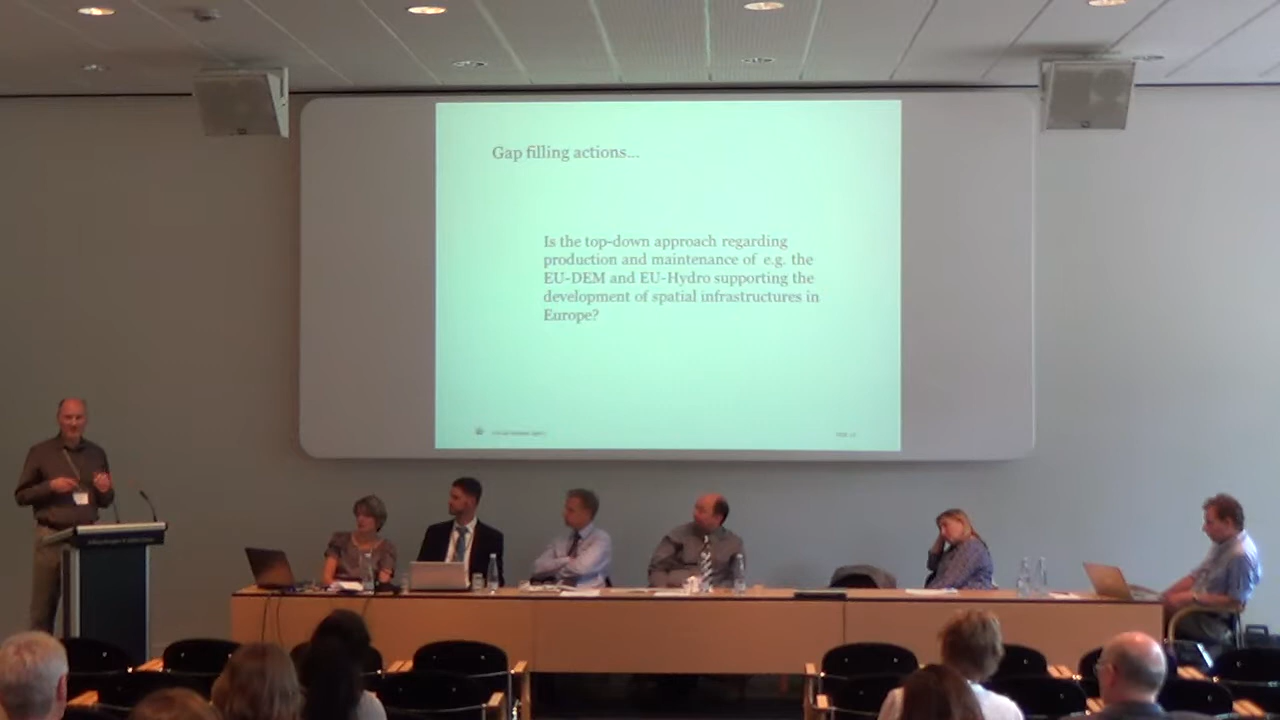 Gap filling actions...
Is the top-down approach regarding
production and maintenance of e.g. the
EU-DEM and EU-Hydro supporting the
development of spatial infrastructures in
Europe?